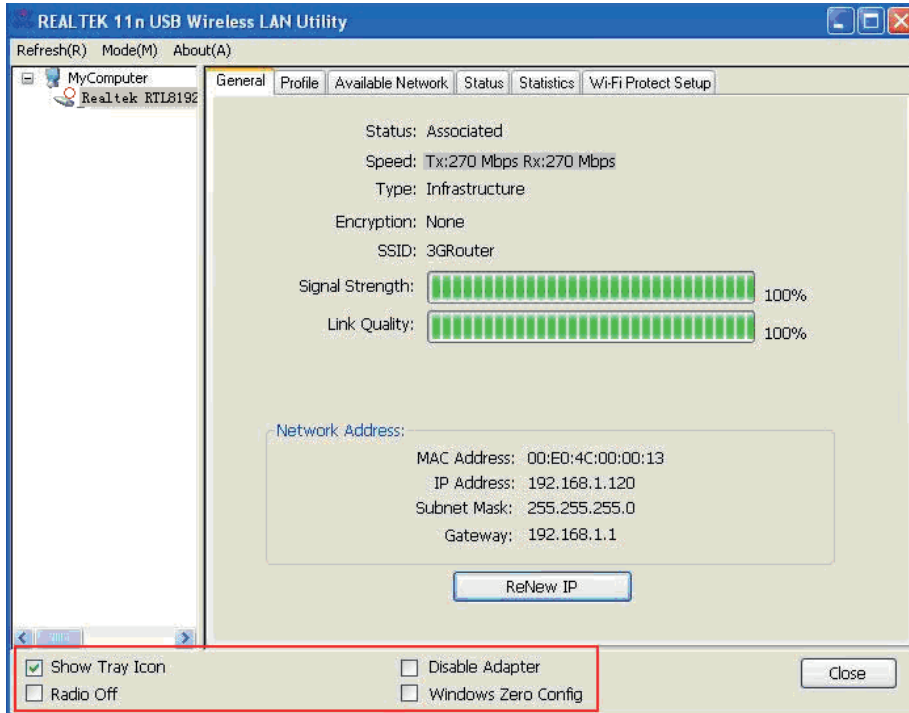 REALTEK 11n USB Wireless LAN Utility
Refresh(R) Mode(M) About(A)
MyComputer
Realtek RTL8192
General Profile Available Network Status Statistics Wi-Fi Protect Setup
Status: Associated
Speed: Tx:270 Mbps Rx:270 Mbps
Type: Infrastructure
Encryption: None
SSID: 3GRouter
Signal Strength: 100%
Link Quality: 100%
Network Address:
MAC Address: 00:E0:4C:00:00:13
IP Address: 192.168.1.120
Subnet Mask: 255.255.255.0
Gateway: 192.168.1.1
ReNew IP
Show Tray Icon
Radio Off
Disable Adapter
Windows Zero Config
Close